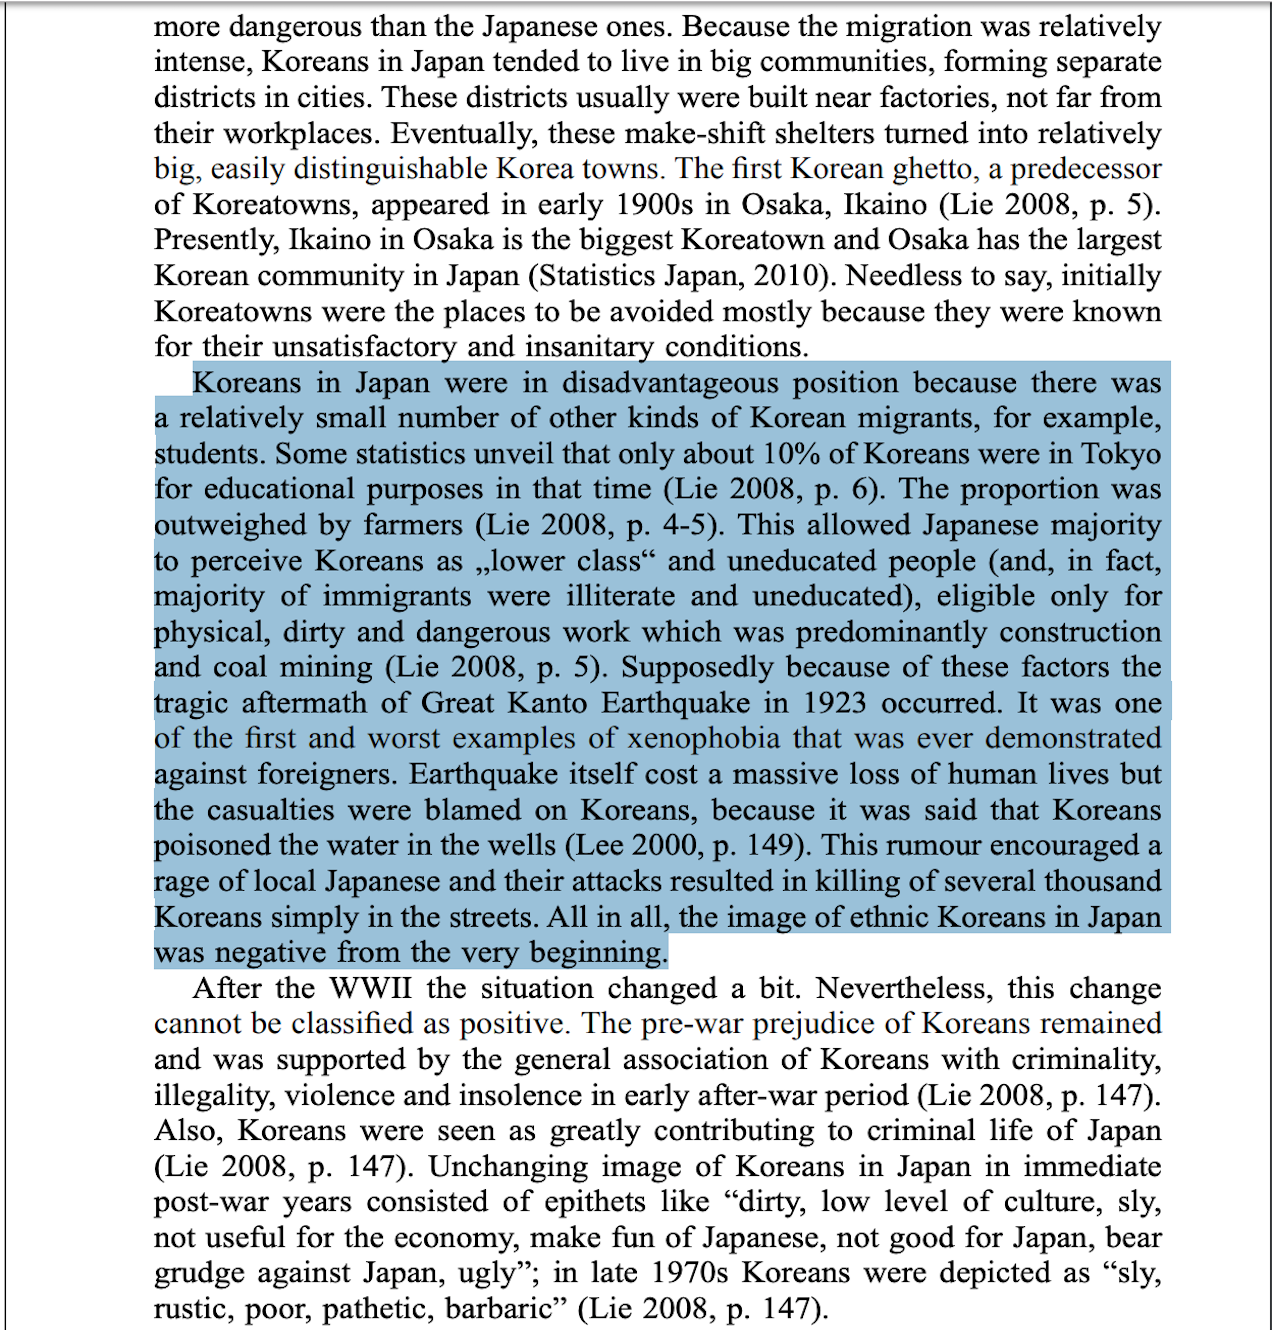 more dangerous than the Japanese ones. Because the migration was relatively
intense, Koreans in Japan tended to live in big communities, forming separate
districts in cities. These districts usually were built near factories, not far from
their workplaces. Eventually, these make-shift shelters turned into relatively
big, easily distinguishable Korea towns. The first Korean ghetto, a predecessor
of Koreatowns, appeared in early 1900s in Osaka, Ikaino (Lie 2008, p. 5).
Presently, Ikaino in Osaka is the biggest Koreatown and Osaka has the largest
Korean community in Japan (Statistics Japan, 2010). Needless to say, initially
Koreatowns were the places to be avoided mostly because they were known
for their unsatisfactory and insanitary conditions.
Koreans in Japan were in disadvantageous position because there was
a relatively small number of other kinds of Korean migrants, for example,
students. Some statistics unveil that only about 10% of Koreans were in Tokyo
for educational purposes in that time (Lie 2008, p. 6). The proportion was
outweighed by farmers (Lie 2008, p. 4-5). This allowed Japanese majority
to perceive Koreans as „lower class“ and uneducated people (and, in fact,
majority of immigrants were illiterate and uneducated), eligible only for
physical, dirty and dangerous work which was predominantly construction
and coal mining (Lie 2008, p. 5). Supposedly because of these factors the
tragic aftermath of Great Kanto Earthquake in 1923 occurred. It was one
of the first and worst examples of xenophobia that was ever demonstrated
against foreigners. Earthquake itself cost a massive loss of human lives but
the casualties were blamed on Koreans, because it was said that Koreans
poisoned the water in the wells (Lee 2000, p. 149). This rumour encouraged a
rage of local Japanese and their attacks resulted in killing of several thousand
Koreans simply in the streets. All in all, the image of ethnic Koreans in Japan
was negative from the very beginning.
After the WWII the situation changed a bit. Nevertheless, this change
cannot be classified as positive. The pre-war prejudice of Koreans remained
and was supported by the general association of Koreans with criminality,
illegality, violence and insolence in early after-war period (Lie 2008, p. 147).
Also, Koreans were seen as greatly contributing to criminal life of Japan
(Lie 2008, p. 147). Unchanging image of Koreans in Japan in immediate
post-war years consisted of epithets like “dirty, low level of culture, sly,
not useful for the economy, make fun of Japanese, not good for Japan, bear
grudge against Japan, ugly”; in late 1970s Koreans were depicted as “sly,
rustic, poor, pathetic, barbaric” (Lie 2008, p. 147).